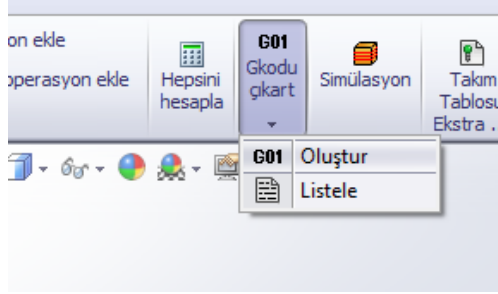 on ekle
operasyon ekle
Hepsini
hesapla
G01
Gkodu
çıkart
Simülasyon
Takım
Tablosu
Ekstra .
G01 Oluştur
Listele